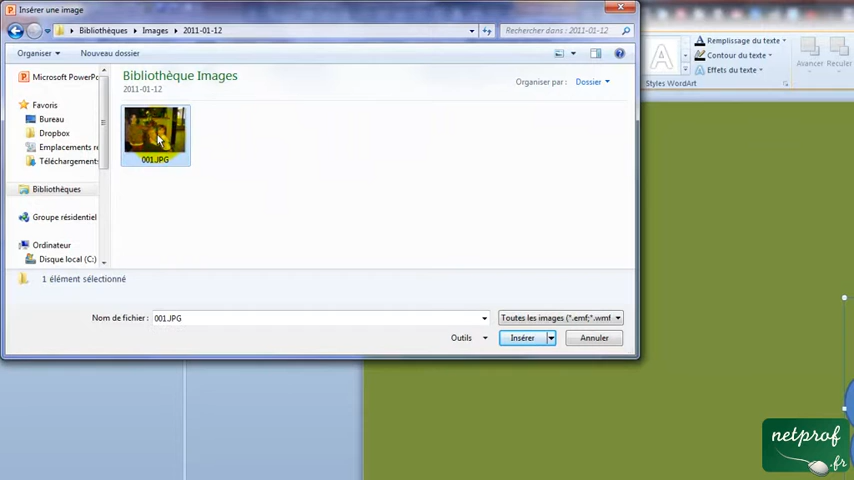 Insérer une image
Bibliothèques
Images
2011-01-12
Rechercher dans : 2011-01-12
Organiser
Nouveau dossier
Remplissage du texte
Contour du texte
Effets du texte
A
Avancer
Reculer
Styles WordArt
Microsoft PowerPo
Bibliothèque Images
2011-01-12
Organiser par :
Dossier
Favoris
Bureau
Dropbox
Emplacements r
Téléchargements
Bibliothèques
Groupe résidentiel
Ordinateur
Disque local (C:)
001.JPG
1 élément sélectionné
Nom de fichier :
001.JPG
Toutes les images (*.emf;*.wmf
Outils
Insérer
Annuler
netprof
.fr